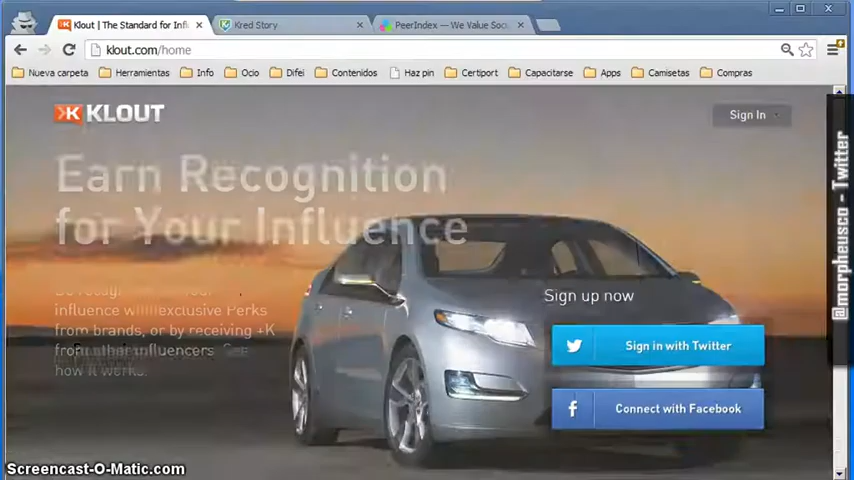 Klout | The Standard for Infl
Kred Story
PeerIndex — We Value Soci
klout.com/home
Nueva carpeta
Herramientas
Info
Ocio
Difei
Contenidos
Haz pin
Certiport
Capacitarse
Apps
Camisetas
Compras
KLOUT
Sign In
Earn Recognition
for Your Influence
influence with exclusive Perks
from brands, or by receiving +K
from other influencers. See
how it works.
Sign up now
Sign in with Twitter
Connect with Facebook
@morpheusco - Twitter
Screencast-O-Matic.com